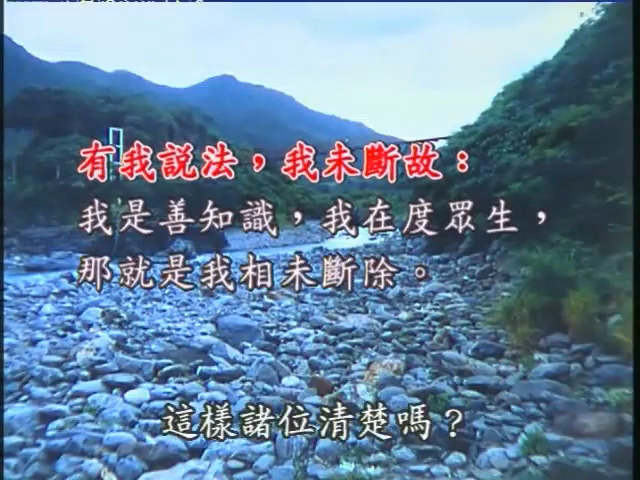 有我說法，我未斷故：
我是善知識，我在度眾生，
那就是我相未斷除。
這樣諸位清楚嗎？